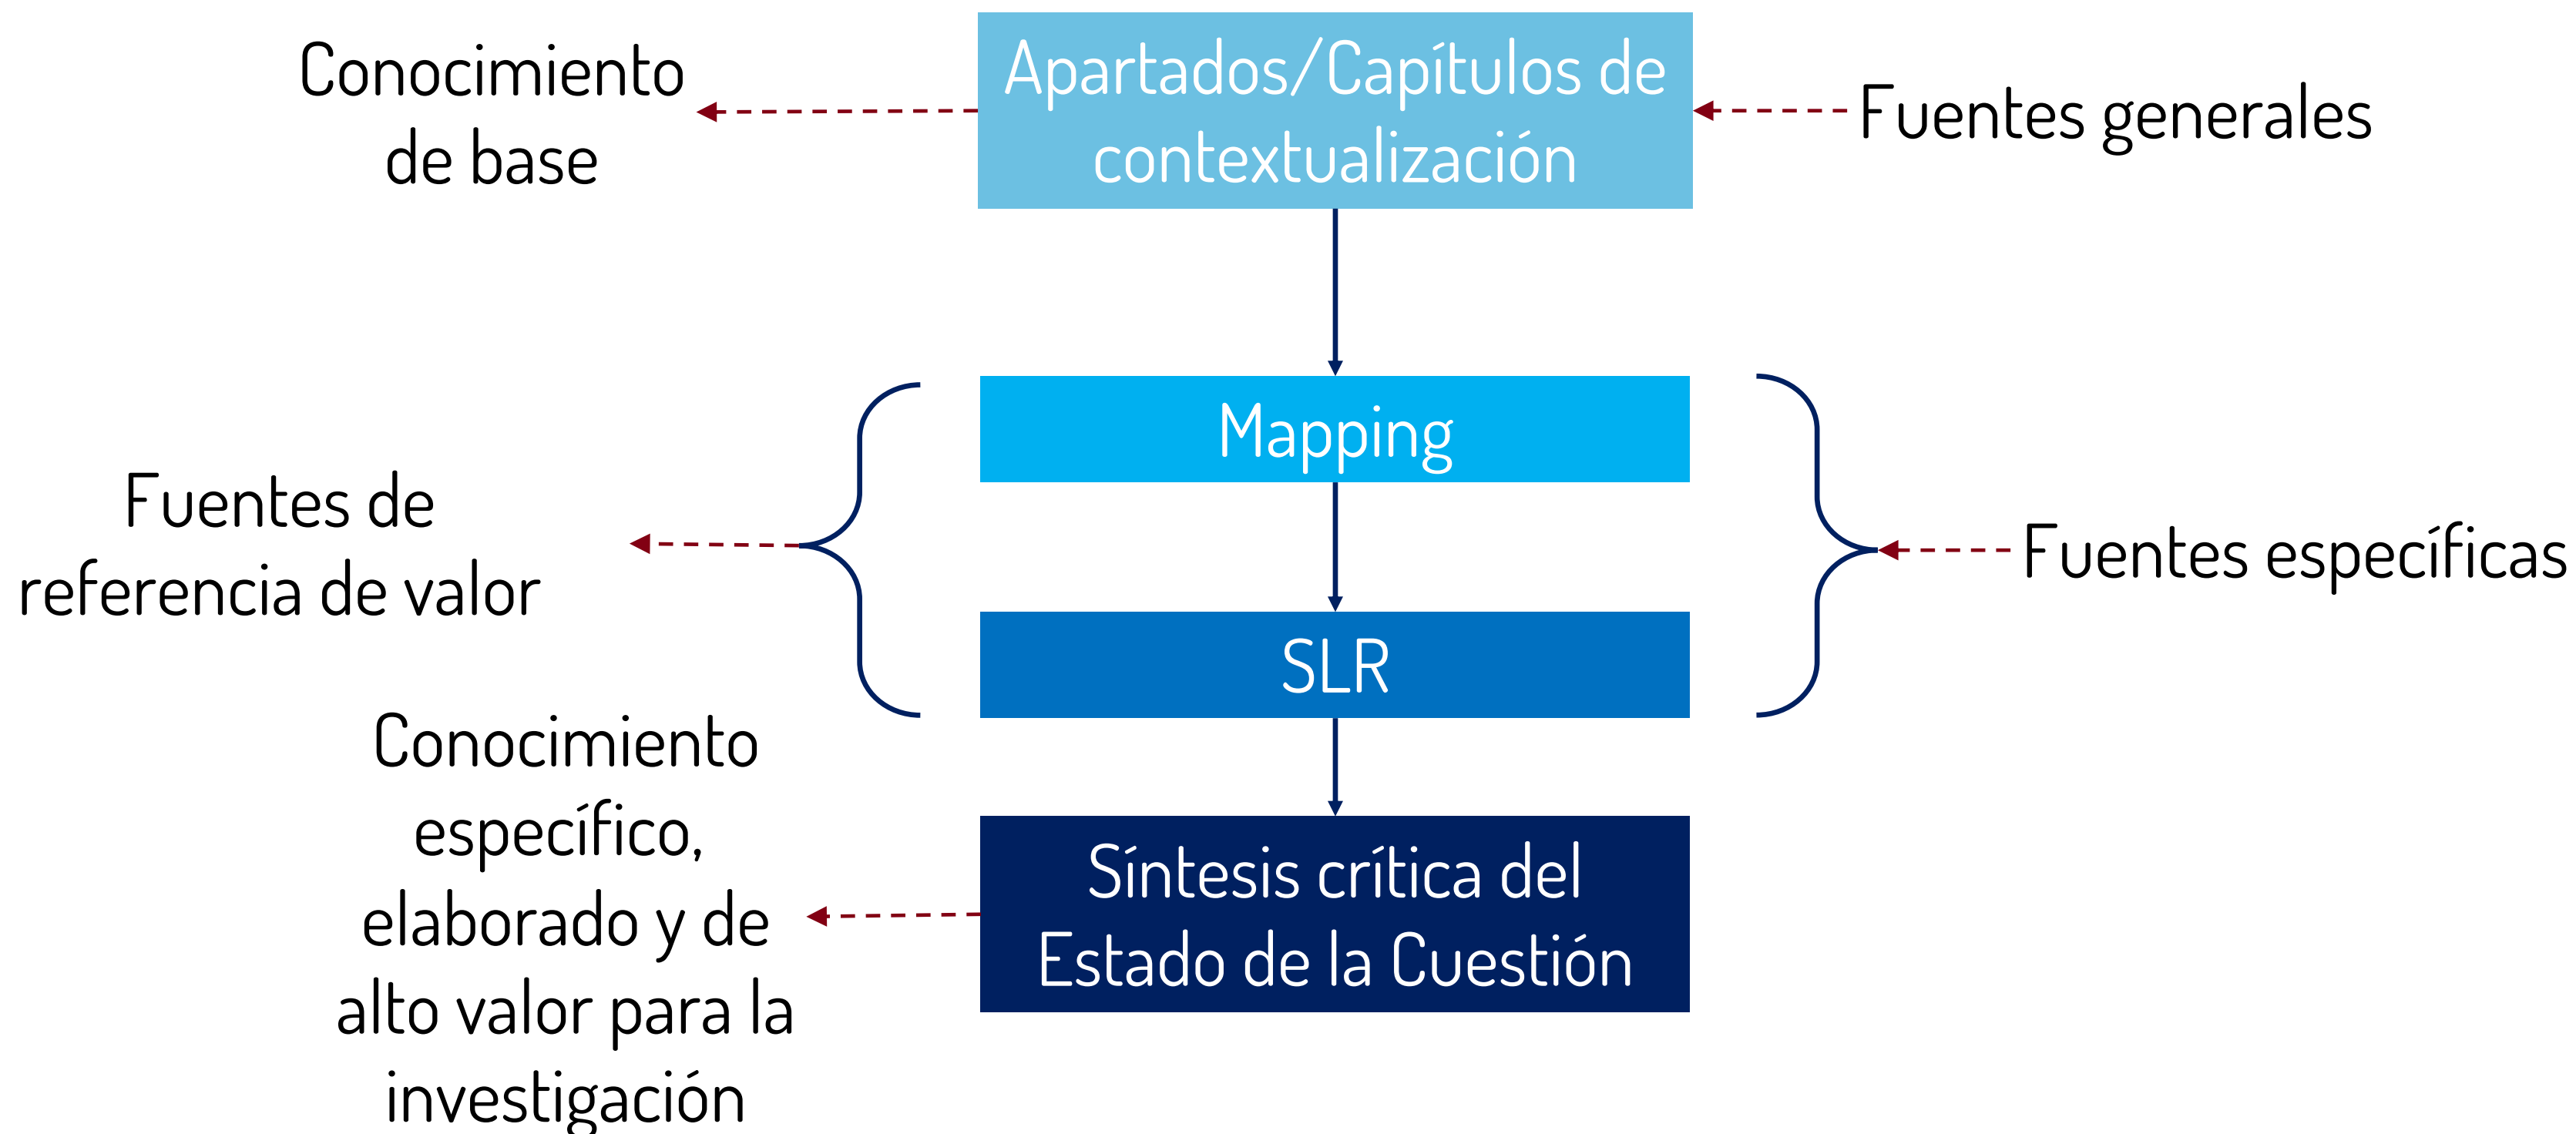 Conocimiento
de base
Apartados/Capítulos de
contextualización
Fuentes generales
Mapping
Fuentes de
referencia de valor
Fuentes específicas
SLR
Conocimiento
específico,
elaborado y de
alto valor para la
investigación
Síntesis crítica del
Estado de la Cuestión